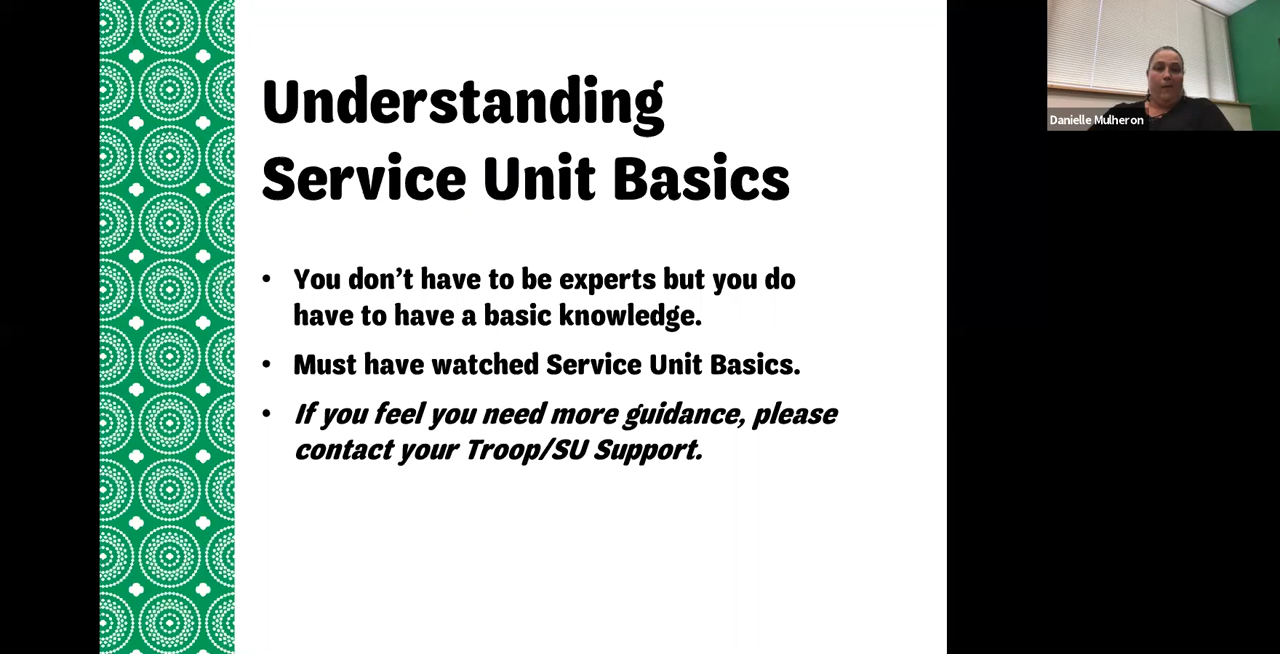 Understanding
Service Unit Basics
• You don’t have to be experts but you do
have to have a basic knowledge.
• Must have watched Service Unit Basics.
• If you feel you need more guidance, please
contact your Troop/SU Support.
Danielle Mulheron